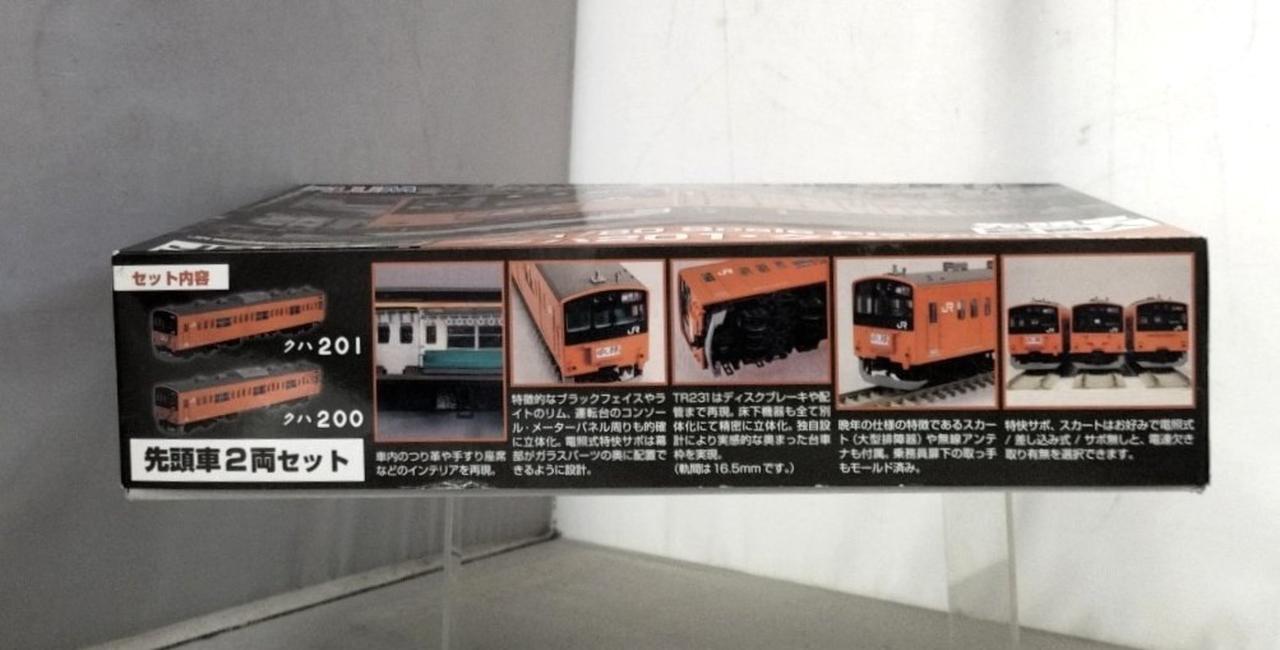 セット内容
クハ201
クハ200
先頭車2両セット
車内のつり革や手すり座席
などのインテリアを再現。
特徴的なブラックフェイスやラ
イトのリム、運転台のコンソー
ル・メーターパネル周りも的確
に立体化。電照式特快サボは幕
部がガラスパーツの奥に配置で
きるように設計。
TR231はディスクブレーキや配
管まで再現。床下機器も全て別
体化にて精密に立体化。独自設
計により実感的な奥まった台車
枠を実現。
(軌間は16.5mmです。)
晩年の仕様の特徴であるスカー
ト(大型排障器)や無線アンテ
ナも付属。乗務員扉下の取っ手
もモールド済み。
特快サボ、スカートはお好みで電照式
/差し込み式/サボ無しと、電連欠き
取り有無を選択できます。
JR
JR
JR